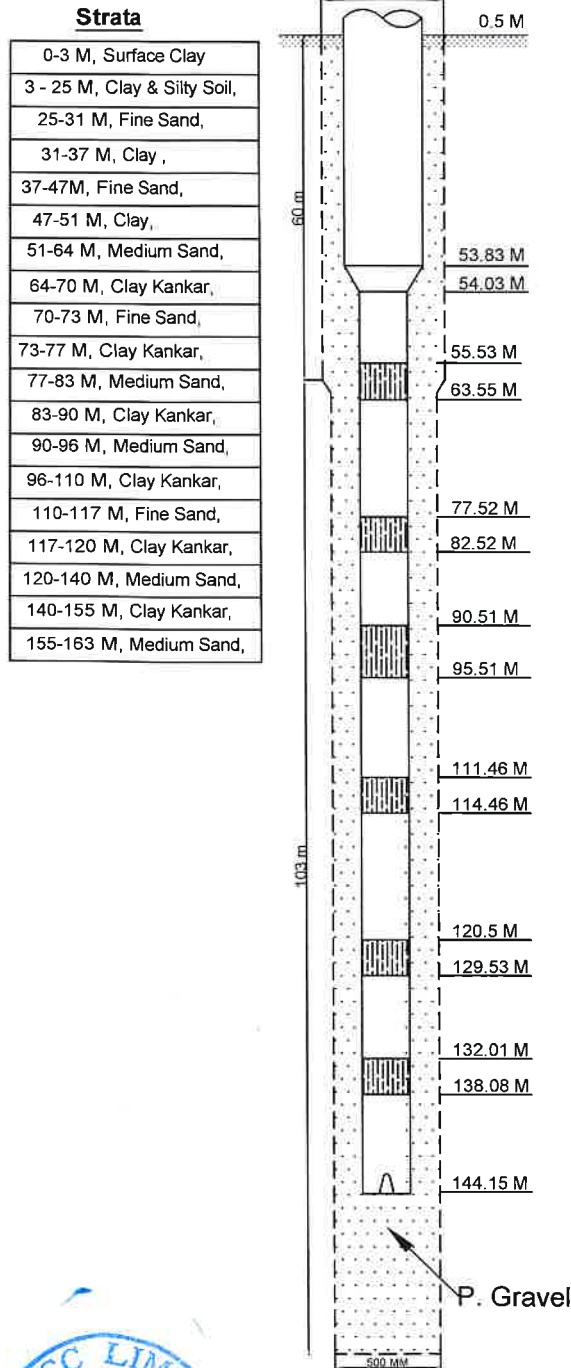 Strata
0-3 M, Surface Clay
3 - 25 M, Clay & Silty Soil,
25-31 M, Fine Sand,
31-37 M, Clay ,
37-47M, Fine Sand,
47-51 M, Clay,
51-64 M, Medium Sand,
64-70 M, Clay Kankar,
70-73 M, Fine Sand,
73-77 M, Clay Kankar,
77-83 M, Medium Sand,
83-90 M, Clay Kankar,
90-96 M, Medium Sand,
96-110 M, Clay Kankar,
110-117 M, Fine Sand,
117-120 M, Clay Kankar,
120-140 M, Medium Sand,
140-155 M, Clay Kankar,
155-163 M, Medium Sand,
0.5 M
60 m
53.83 M
54.03 M
55.53 M
63.55 M
77.52 M
82.52 M
90.51 M
95.51 M
111.46 M
114.46 M
103 m
120.5 M
129.53 M
132.01 M
138.08 M
144.15 M
P. Gravel
500 MM